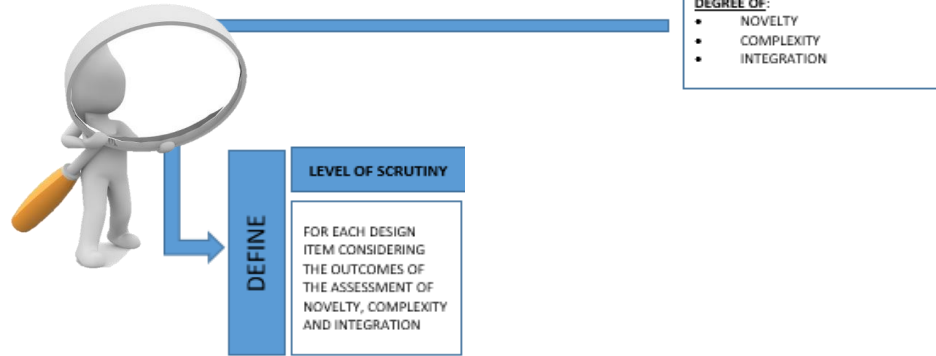 DEGREE OF:
• NOVELTY
• COMPLEXITY
• INTEGRATION
DEFINE
LEVEL OF SCRUTINY
FOR EACH DESIGN
ITEM CONSIDERING
THE OUTCOMES OF
THE ASSESSMENT OF
NOVELTY, COMPLEXITY
AND INTEGRATION